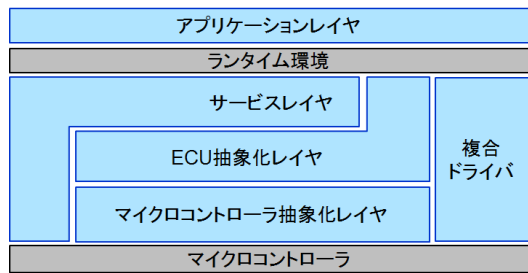 アプリケーションレイヤ
ランタイム環境
サービスレイヤ
ECU抽象化レイヤ
複合
ドライバ
マイクロコントローラ抽象化レイヤ
マイクロコントローラ